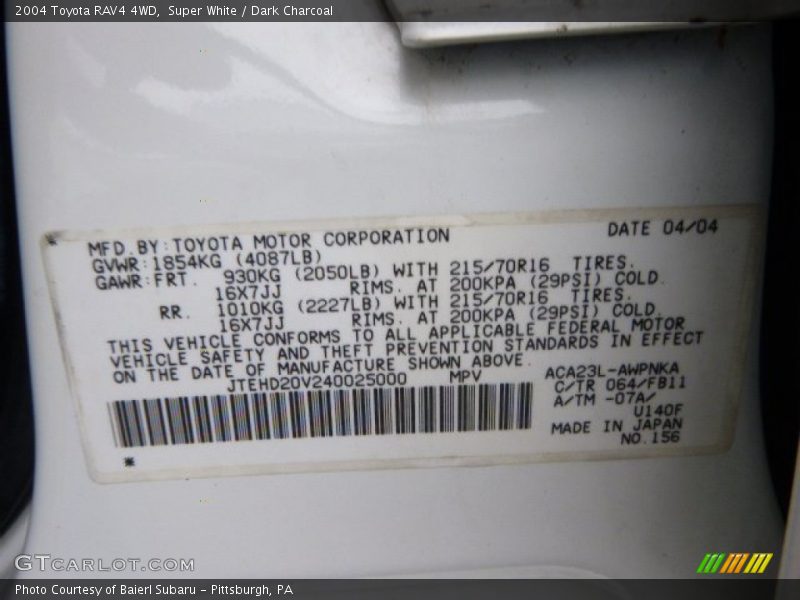 2004 Toyota RAV4 4WD,  Super White / Dark Charcoal
MFD.BY:TOYOTA MOTOR CORPORATION DATE 04/04
GVWR:1854KG (4087LB)
GAWR:FRT. 930KG (2050LB) WITH 215/70R16 TIRES.
16X7JJ RIMS. AT 200KPA (29PSI) COLD.
RR. 1010KG (2227LB) WITH 215/70R16 TIRES.
16X7JJ RIMS. AT 200KPA (29PSI) COLD.
THIS VEHICLE CONFORMS TO ALL APPLICABLE FEDERAL MOTOR
VEHICLE SAFETY AND THEFT PREVENTION STANDARDS IN EFFECT
ON THE DATE OF MANUFACTURE SHOWN ABOVE.
JTEHD20V240025000 MPV ACA23L-AWPNKA
C/TR 064/FB11
A/TM -07A/
U140F
MADE IN JAPAN
NO.156
GTCARLOT.COM
Photo Courtesy of Baierl Subaru - Pittsburgh, PA